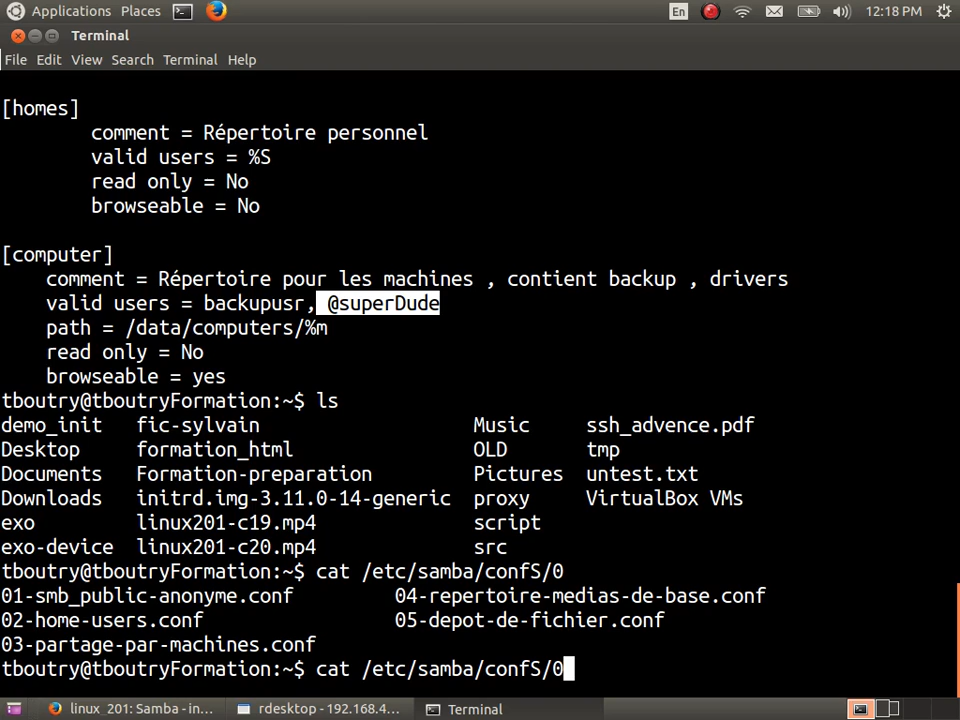 Applications Places En 12:18 PM
Terminal
File Edit View Search Terminal Help
[homes]
comment = Répertoire personnel
valid users = %S
read only = No
browseable = No
[computer]
comment = Répertoire pour les machines , contient backup , drivers
valid users = backupusr, @superDude
path = /data/computers/%m
read only = No
browseable = yes
tboutry@tboutryFormation:~$ ls
demo_init fic-sylvain Music ssh_advence.pdf
Desktop formation_html OLD tmp
Documents Formation-preparation Pictures untest.txt
Downloads initrd.img-3.11.0-14-generic proxy VirtualBox VMs
exo linux201-c19.mp4 script
exo-device linux201-c20.mp4 src
tboutry@tboutryFormation:~$ cat /etc/samba/confS/0
01-smb_public-anonyme.conf 04-repertoire-medias-de-base.conf
02-home-users.conf 05-depot-de-fichier.conf
03-partage-par-machines.conf
tboutry@tboutryFormation:~$ cat /etc/samba/confS/0
linux_201: Samba - in... rdesktop - 192.168.4... Terminal